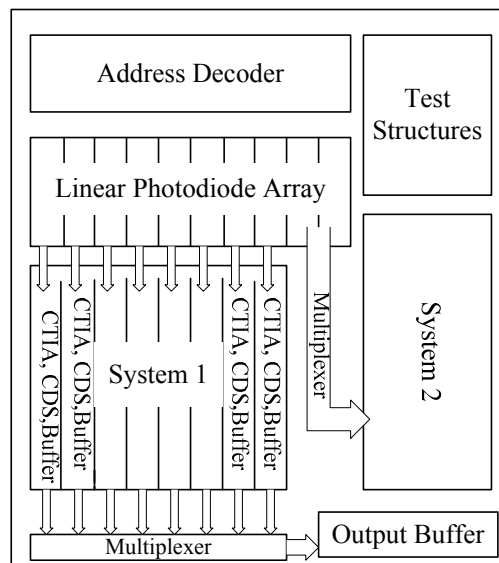 Address Decoder
Test
Structures
Linear Photodiode Array
Multiplexer
System 2
CTIA, CDS,Buffer
CTIA, CDS,Buffer
System 1
CTIA, CDS,Buffer
CTIA, CDS,Buffer
Multiplexer
Output Buffer